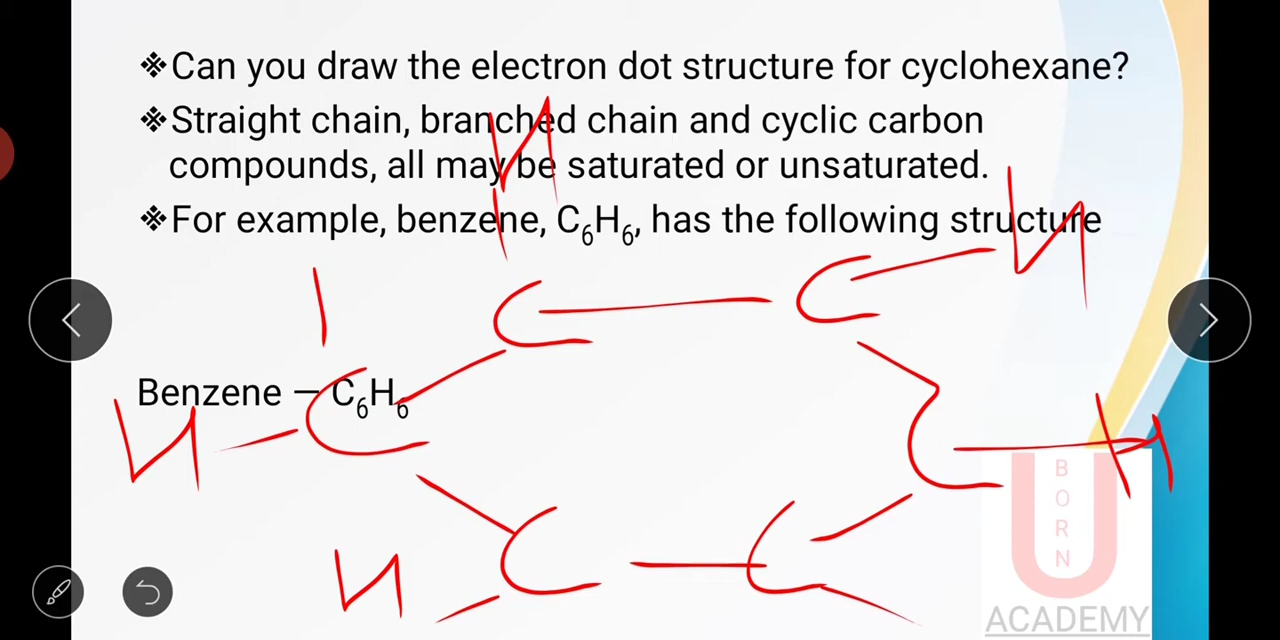 ❖Can you draw the electron dot structure for cyclohexane?
❖Straight chain, branched chain and cyclic carbon
compounds, all may be saturated or unsaturated.
❖For example, benzene, C₆H₆, has the following structure
H
H
C
C
Benzene – C₆H₆
H
C
C
H
H
C
C
U
BORN
ACADEMY